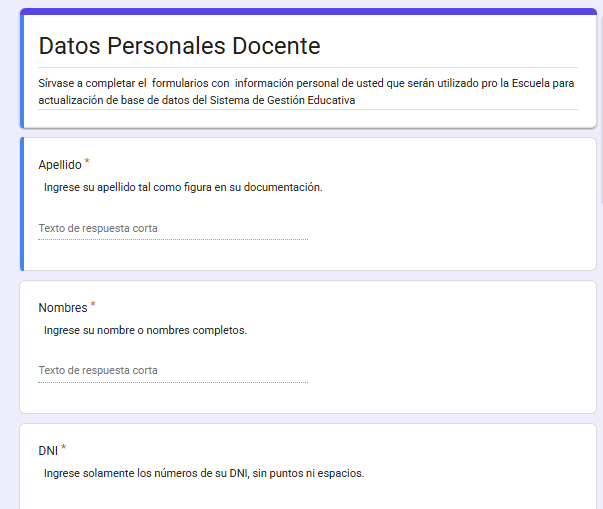 Datos Personales Docente
Sírvase a completar el formularios con información personal de usted que serán utilizado pro la Escuela para
actualización de base de datos del Sistema de Gestión Educativa
Apellido *
Ingrese su apellido tal como figura en su documentación.
Texto de respuesta corta
Nombres *
Ingrese su nombre o nombres completos.
Texto de respuesta corta
DNI *
Ingrese solamente los números de su DNI, sin puntos ni espacios.